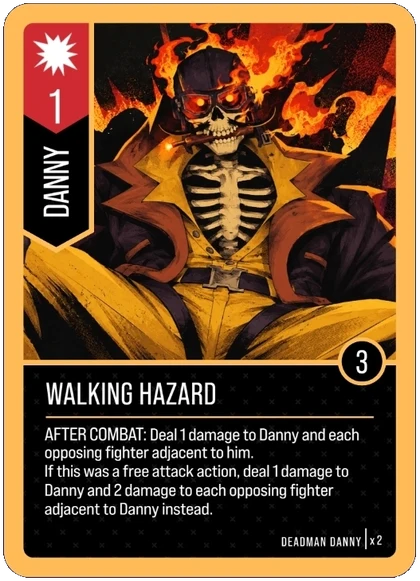 1
DANNY
3
WALKING HAZARD
AFTER COMBAT: Deal 1 damage to Danny and each
opposing fighter adjacent to him.
If this was a free attack action, deal 1 damage to
Danny and 2 damage to each opposing fighter
adjacent to Danny instead.
DEADMAN DANNY | x2